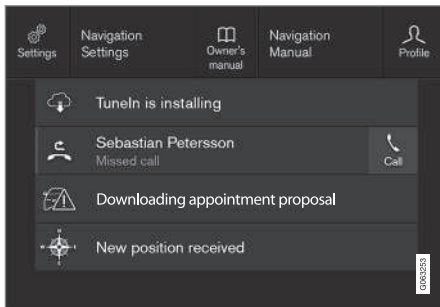 Settings
Navigation
Settings
Owner's
manual
Navigation
Manual
Profile
TuneIn is installing
Sebastian Petersson
Missed call
Call
Downloading appointment proposal
New position received
G063253